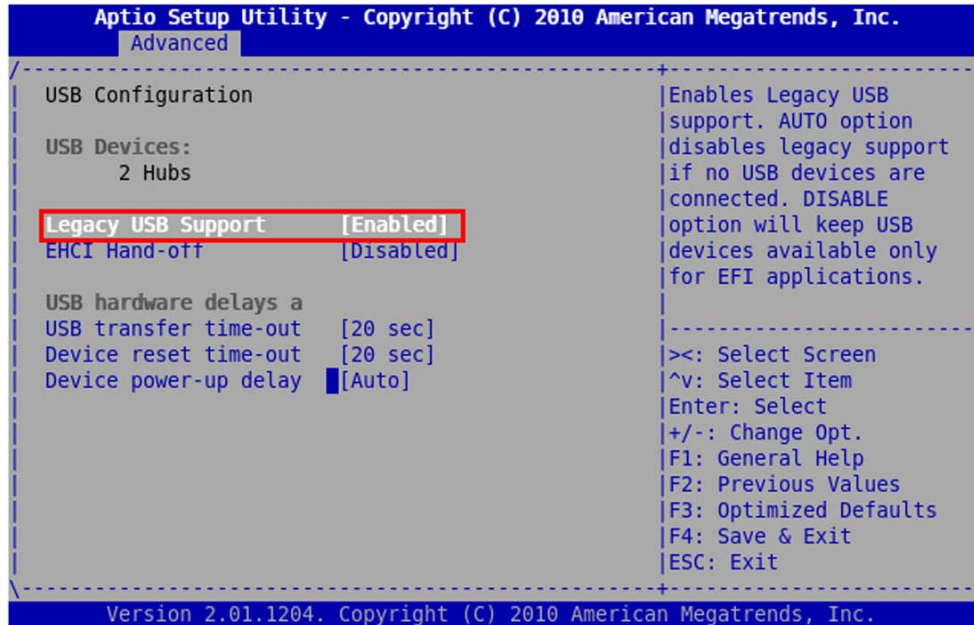 Aptio Setup Utility - Copyright (C) 2010 American Megatrends, Inc.
Advanced
USB Configuration
USB Devices:
2 Hubs
Legacy USB Support [Enabled]
EHCI Hand-off [Disabled]
USB hardware delays a
USB transfer time-out [20 sec]
Device reset time-out [20 sec]
Device power-up delay [Auto]
Enables Legacy USB
support. AUTO option
disables legacy support
if no USB devices are
connected. DISABLE
option will keep USB
devices available only
for EFI applications.
><: Select Screen
^v: Select Item
Enter: Select
+/-: Change Opt.
F1: General Help
F2: Previous Values
F3: Optimized Defaults
F4: Save & Exit
ESC: Exit
Version 2.01.1204. Copyright (C) 2010 American Megatrends, Inc.